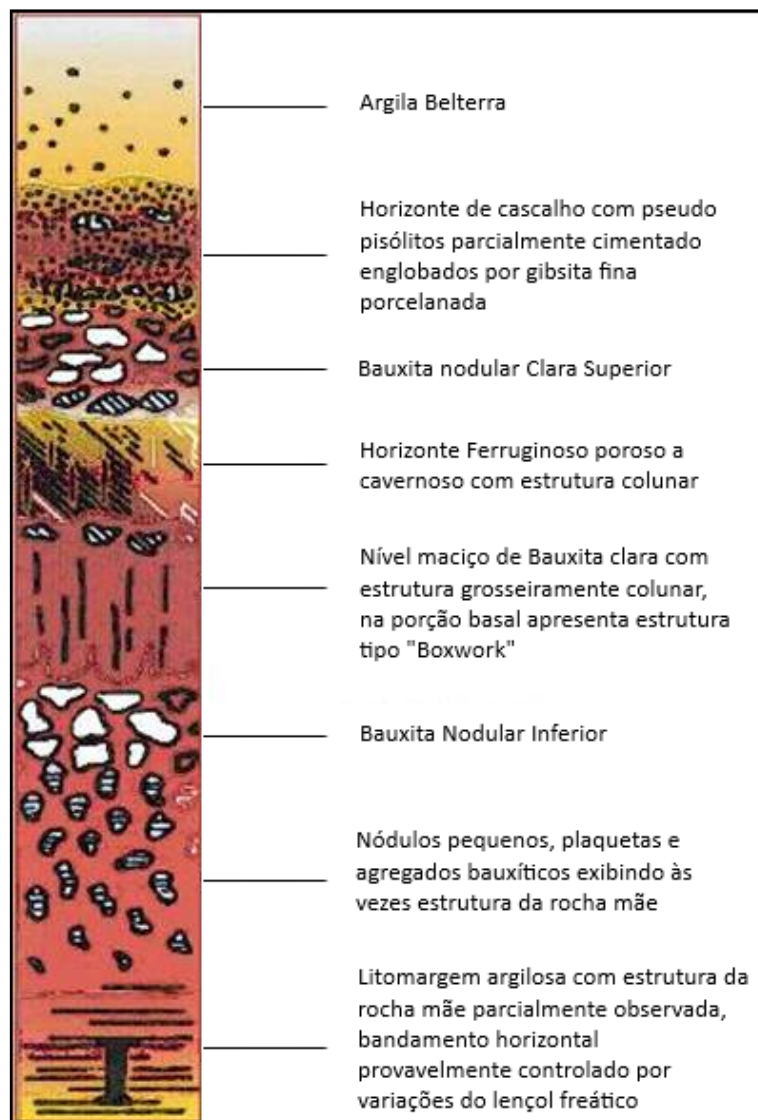 Argila Belterra
Horizonte de cascalho com pseudo
pisólitos parcialmente cimentado
englobados por gibsita fina
porcelanada
Bauxita nodular Clara Superior
Horizonte Ferruginoso poroso a
cavernoso com estrutura colunar
Nível maciço de Bauxita clara com
estrutura grosseiramente colunar,
na porção basal apresenta estrutura
tipo "Boxwork"
Bauxita Nodular Inferior
Nódulos pequenos, plaquetas e
agregados bauxíticos exibindo às
vezes estrutura da rocha mãe
Litomargem argilosa com estrutura da
rocha mãe parcialmente observada,
bandamento horizontal
provavelmente controlado por
variações do lençol freático